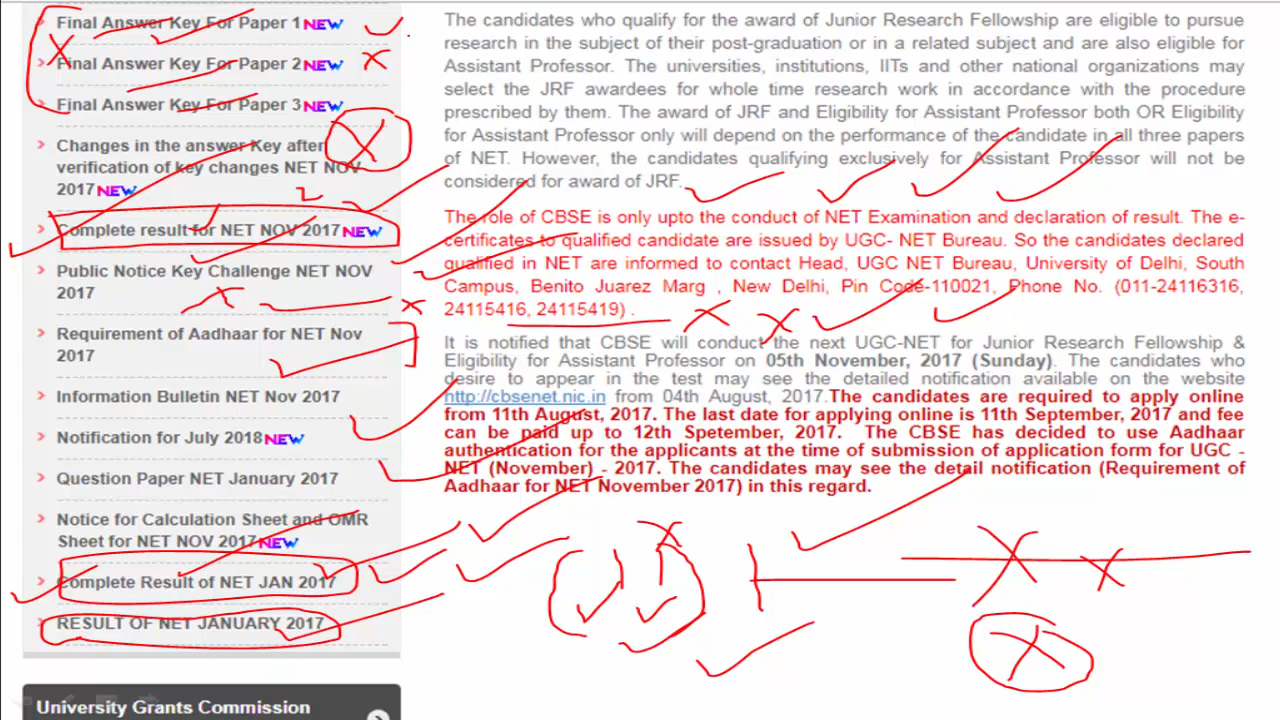 Final Answer Key For Paper 1 NEW
Final Answer Key For Paper 2 NEW
Final Answer Key For Paper 3 NEW
Changes in the answer Key after
verification of key changes NET NOV
2017 NEW
2
Complete result for NET NOV 2017 NEW
Public Notice Key Challenge NET NOV
2017
Requirement of Aadhaar for NET Nov
2017
Information Bulletin NET Nov 2017
Notification for July 2018 NEW
Question Paper NET January 2017
Notice for Calculation Sheet and OMR
Sheet for NET NOV 2017 NEW
Complete Result of NET JAN 2017
RESULT OF NET JANUARY 2017
University Grants Commission
The candidates who qualify for the award of Junior Research Fellowship are eligible to pursue
research in the subject of their post-graduation or in a related subject and are also eligible for
Assistant Professor. The universities, institutions, IITs and other national organizations may
select the JRF awardees for whole time research work in accordance with the procedure
prescribed by them. The award of JRF and Eligibility for Assistant Professor both OR Eligibility
for Assistant Professor only will depend on the performance of the candidate in all three papers
of NET. However, the candidates qualifying exclusively for Assistant Professor will not be
considered for award of JRF.
The role of CBSE is only upto the conduct of NET Examination and declaration of result. The e-
certificates to qualified candidate are issued by UGC- NET Bureau. So the candidates declared
qualified in NET are informed to contact Head, UGC NET Bureau, University of Delhi, South
Campus, Benito Juarez Marg , New Delhi, Pin Code-110021, Phone No. (011-24116316,
24115416, 24115419) .
It is notified that CBSE will conduct the next UGC-NET for Junior Research Fellowship &
Eligibility for Assistant Professor on 05th November, 2017 (Sunday). The candidates who
desire to appear in the test may see the detailed notification available on the website
http://cbsenet.nic.in from 04th August, 2017.The candidates are required to apply online
from 11th August, 2017. The last date for applying online is 11th September, 2017 and fee
can be paid up to 12th Spetember, 2017. The CBSE has decided to use Aadhaar
authentication for the applicants at the time of submission of application form for UGC -
NET (November) - 2017. The candidates may see the detail notification (Requirement of
Aadhaar for NET November 2017) in this regard.